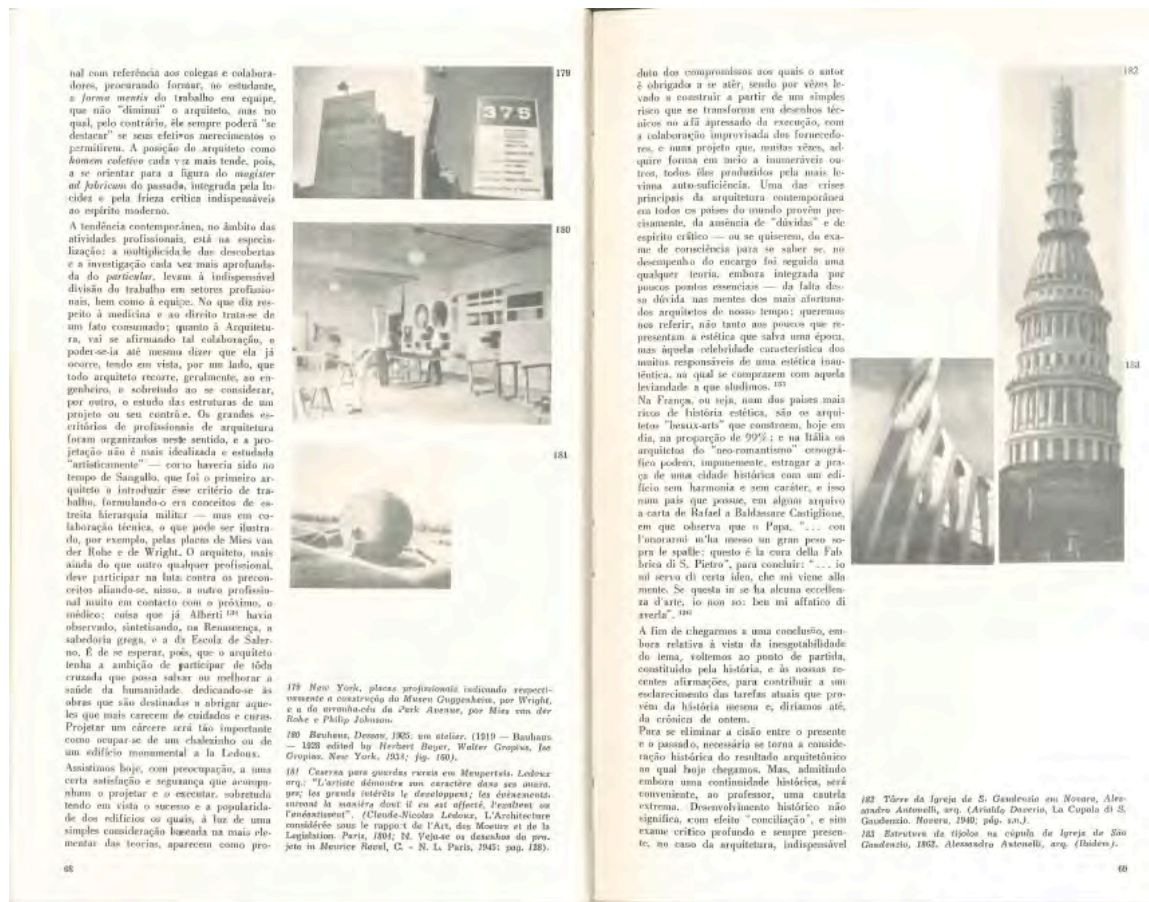 nal com referência aos colegas e colabora-
dores, procurando formar, no estudante,
a forma mentis do trabalho em equipe,
que não "diminui" o arquiteto, mas no
qual, pelo contrário, êle sempre poderá "se
destacar" se seus efetivos merecimentos o
permitirem. A posição do arquiteto como
homem coletivo cada vez mais tende, pois,
a se orientar para a figura do magister
ad fabricum do passado, integrada pela lu-
cidez e pela frieza crítica indispensáveis
ao espírito moderno.
A tendência contemporânea, no âmbito das
atividades profissionais, está na especia-
lização: a multiplicidade das descobertas
e a investigação cada vez mais aprofunda-
da do particular, levam à indispensável
divisão do trabalho em setores profissio-
nais, bem como à equipe. No que diz res-
peito à medicina e ao direito trata-se de
um fato consumado; quanto à Arquitetu-
ra, vai se afirmando tal colaboração, e
poder-se-ia até mesmo dizer que ela já
ocorre, tendo em vista, por um lado, que
todo arquiteto recorre, geralmente, ao en-
genheiro, e sobretudo ao se considerar,
por outro, o estudo das estruturas de um
projeto ou seu contrôle. Os grandes es-
critórios de profissionais de arquitetura
foram organizados neste sentido, e a pro-
jetação não é mais idealizada e estudada
"artisticamente" — como haveria sido no
tempo de Sangallo, que foi o primeiro ar-
quiteto a introduzir êsse critério de tra-
balho, formulando-o em conceitos de es-
treita hierarquia militar — mas em co-
laboração técnica, o que pode ser ilustra-
do, por exemplo, pelas placas de Mies van
der Rohe e de Wright. O arquiteto, mais
ainda do que outro qualquer profissional,
deve participar na luta contra os precon-
ceitos aliando-se, nisso, a outro profissio-
nal muito em contacto com o próximo, o
médico; coisa que já Alberti havia
observado, sintetizando, na Renascença, a
sabedoria grega, e a da Escola de Saler-
no. É de se esperar, pois, que o arquiteto
tenha a ambição de participar de tôda
cruzada que possa salvar ou melhorar a
saúde da humanidade, dedicando-se às
obras que são destinadas a abrigar aque-
les que mais carecem de cuidados e curas.
Projetar um cárcere será tão importante
como ocupar-se de um chalezinho ou de
um edifício monumental a la Ledoux.
Assistimos hoje, com preocupação, a uma
certa satisfação e segurança que acompa-
nham o projetar e o executar, sobretudo
tendo em vista o sucesso e a popularida-
de dos edifícios os quais, à luz de uma
simples consideração baseada na mais ele-
mentar das teorias, aparecem como pro-
68
179
375
180
181
179 New York, placas profissionais indicando respecti-
vamente a construção do Museu Guggenheim, por Wright,
e a do arranha-céu da Park Avenue, por Mies van der
Rohe e Philip Johnson.
180 Bauhaus, Dessau, 1925: um atelier. (1919 — Bauhaus
— 1928 edited by Herbert Bayer, Walter Gropius, Ise
Gropius. New York, 1938; fig. 160).
181 Caserna para guardas rurais em Meupertuis. Ledoux
arq.: "L'artiste démontre son caractère dans ses ouvra-
ges; les grands intérêts le developpent; les évènements,
suivant la manière dont il en est affecté, l'exaltent ou
l'anéantissent". (Claude-Nicolas Ledoux, L'Architecture
considérée sous le rapport de l'Art, des Moeurs et de la
Legislation. Paris, 1804; N. Veja-se os desenhos do pro-
jeto in Meurice Raval, C. - N. L. Paris, 1945; pag. 128).
duto dos compromissos aos quais o autor
é obrigado a se atêr, sendo por vêzes le-
vado a construir a partir de um simples
risco que se transforma em desenhos téc-
nicos no afã apressado da execução, com
a colaboração improvisada dos fornecedo-
res, e num projeto que, muitas vêzes, ad-
quire forma em meio a inumeráveis ou-
tros, todos êles produzidos pela mais le-
viana auto-suficiência. Uma das crises
principais da arquitetura contemporânea
em todos os países do mundo provém pre-
cisamente, da ausência de "dúvidas" e de
espírito crítico — ou se quiserem, do exa-
me de consciência para se saber se, no
desempenho do encargo foi seguida uma
qualquer teoria, embora integrada por
poucos pontos essenciais — da falta des-
sa dúvida nas mentes dos mais afortuna-
dos arquitetos de nosso tempo; queremos
nos referir, não tanto aos poucos que re-
presentam a estética que salva uma época,
mas àquela celebridade característica dos
muitos responsáveis de uma estética inau-
têntica, na qual se comprazem com aquela
leviandade a que aludimos.
Na França, ou seja, num dos países mais
ricos de história estética, são os arqui-
tetos "beaux-arts" que constroem, hoje em
dia, na proporção de 99%; e na Itália os
arquitetos do "neo-romantismo" cenográ-
fico podem, impunemente, estragar a pra-
ça de uma cidade histórica com um edi-
fício sem harmonia e sem caráter, e isso
num país que possue, em algum arquivo
a carta de Rafael a Baldassare Castiglione,
em que observa que o Papa, "... con
l'onorarmi m'ha messo un gran peso so-
pra le spalle: questo é la cura della Fab-
brica di S. Pietro", para concluir: "... io
mi servo di certa idea, che mi viene alla
mente. Se questa in se ha alcuna eccellen-
za d'arte, io non so: ben mi affatico di
averla".
A fim de chegarmos a uma conclusão, em-
bora relativa à vista da inesgotabilidade
do tema, voltemos ao ponto de partida,
constituído pela história, e às nossas re-
centes afirmações, para contribuir a um
esclarecimento das tarefas atuais que pro-
vêm da história mesma e, diríamos até,
da crônica de ontem.
Para se eliminar a cisão entre o presente
e o passado, necessária se torna a conside-
ração histórica do resultado arquitetônico
ao qual hoje chegamos. Mas, admitindo
embora uma continuidade histórica, será
conveniente, ao professor, uma cautela
extrema. Desenvolvimento histórico não
significa, com efeito "conciliação", e sim
exame crítico profundo e sempre presen-
te, no caso da arquitetura, indispensável
182
183
182 Tôrre da Igreja de S. Gaudenzio em Novara, Ales-
sandro Antonelli, arq. (Arialdo Daverio, La Cupola di S.
Gaudenzio. Novara, 1940; pág. s.n.).
183 Estrutura de tijolos na cúpula da Igreja de São
Gaudenzio, 1862. Alessandro Antonelli, arq. (Ibidem).
69